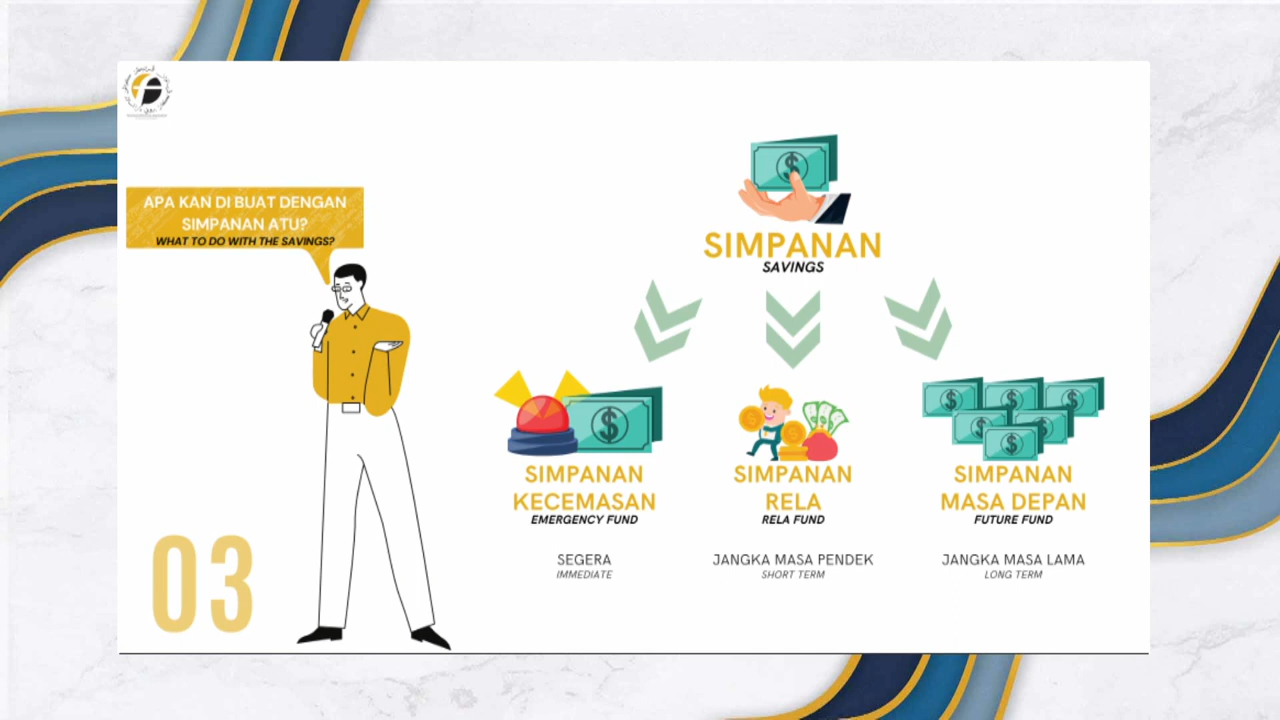 APA KAN DI BUAT DENGAN
SIMPANAN ATU?
WHAT TO DO WITH THE SAVINGS?
03
SIMPANAN
SAVINGS
SIMPANAN
KECEMASAN
EMERGENCY FUND
SEGERA
IMMEDIATE
SIMPANAN
RELA
RELA FUND
JANGKA MASA PENDEK
SHORT TERM
SIMPANAN
MASA DEPAN
FUTURE FUND
JANGKA MASA LAMA
LONG TERM